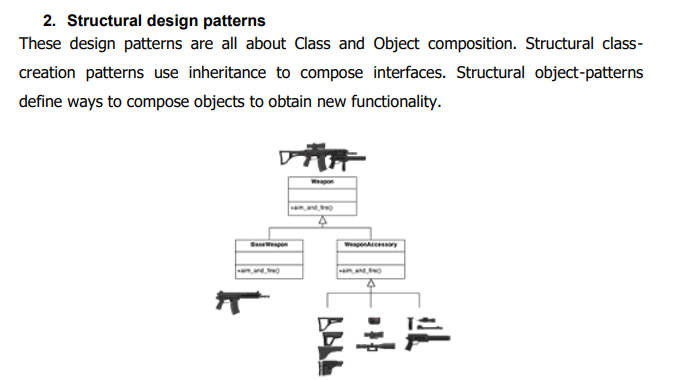 2. Structural design patterns
These design patterns are all about Class and Object composition. Structural class-
creation patterns use inheritance to compose interfaces. Structural object-patterns
define ways to compose objects to obtain new functionality.
Weapon
+aim_and_fire()
BaseWeapon
WeaponAccessory
+aim_and_fire()
+aim_and_fire()